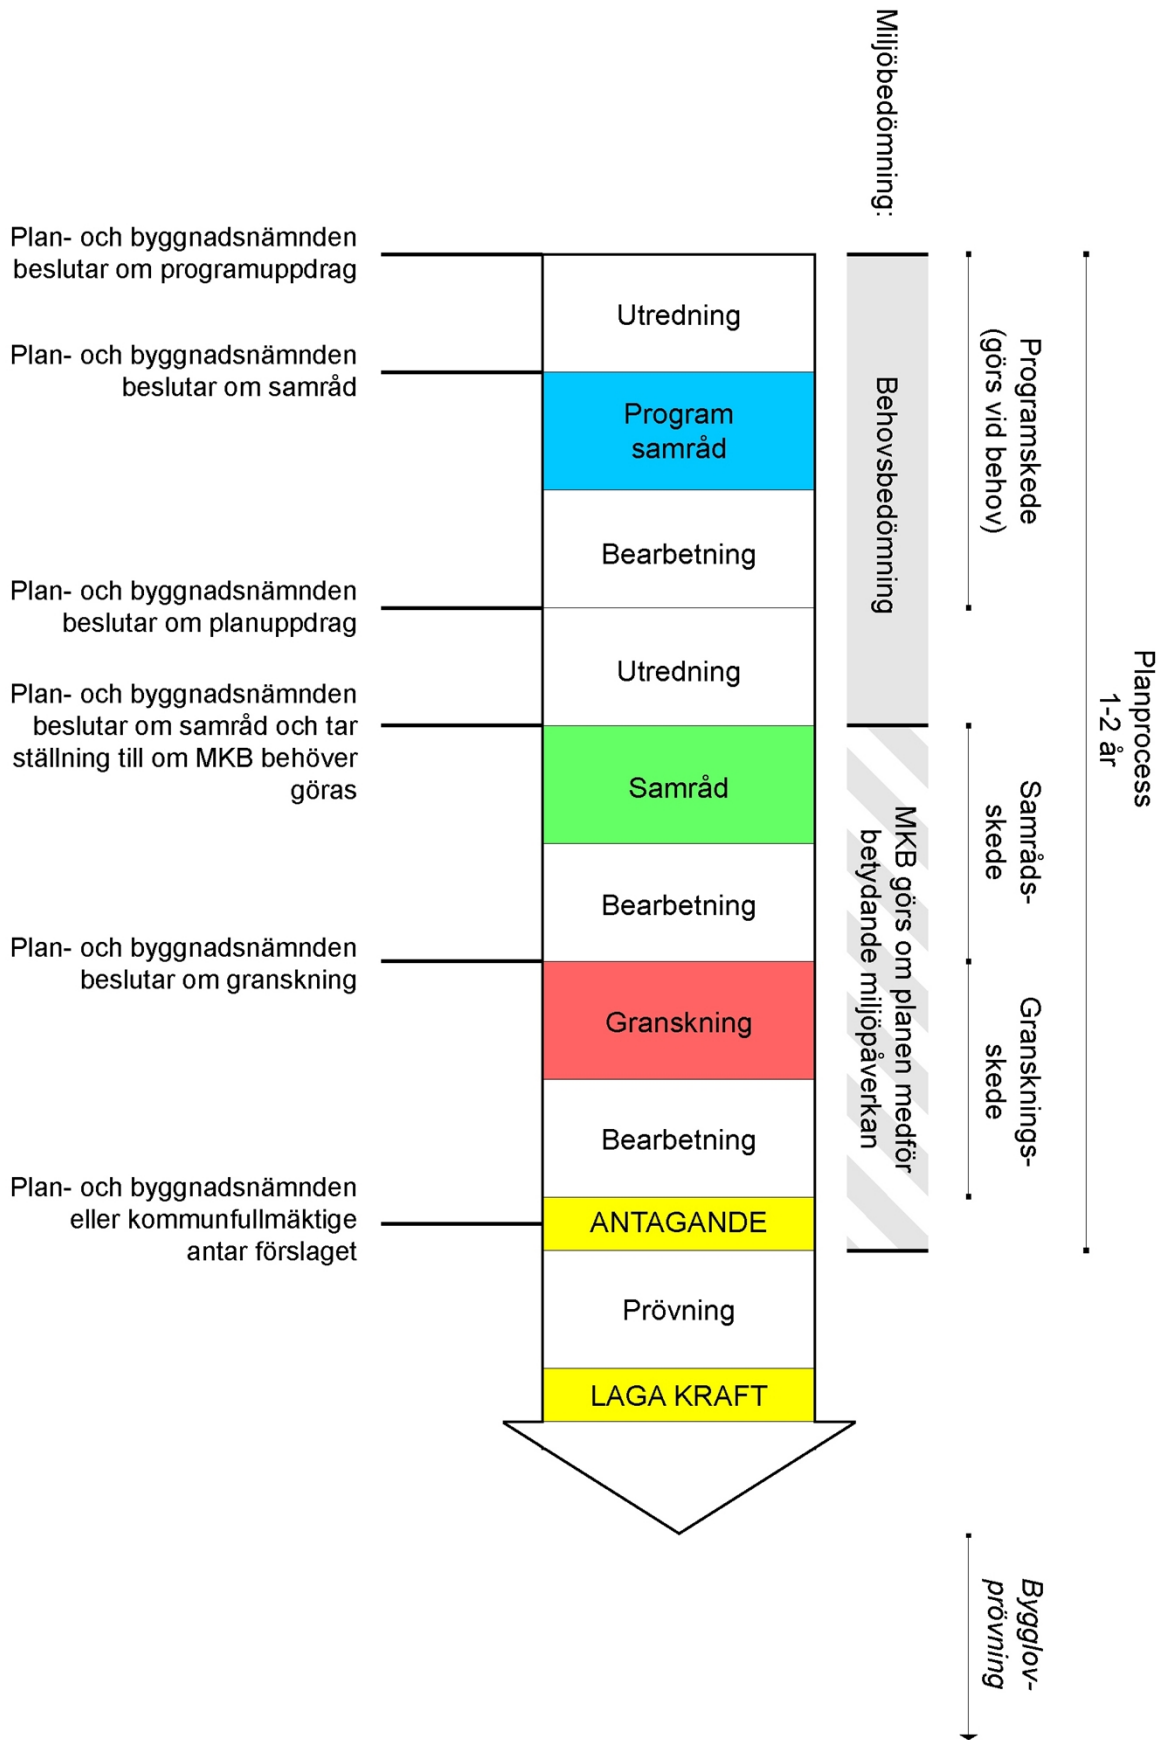 Miljöbedömning:
Plan- och byggnadsnämnden
beslutar om programuppdrag
Plan- och byggnadsnämnden
beslutar om samråd
Plan- och byggnadsnämnden
beslutar om planuppdrag
Plan- och byggnadsnämnden
beslutar om samråd och tar
ställning till om MKB behöver
göras
Plan- och byggnadsnämnden
beslutar om granskning
Plan- och byggnadsnämnden
eller kommunfullmäktige
antar förslaget
Utredning
Program
samråd
Bearbetning
Utredning
Samråd
Bearbetning
Granskning
Bearbetning
ANTAGANDE
Prövning
LAGA KRAFT
Behovsbedömning
MKB görs om planen medför
betydande miljöpåverkan
Programskede
(görs vid behov)
Samråds-
skede
Gransknings-
skede
Bygglov-
prövning
Planprocess
1-2 år